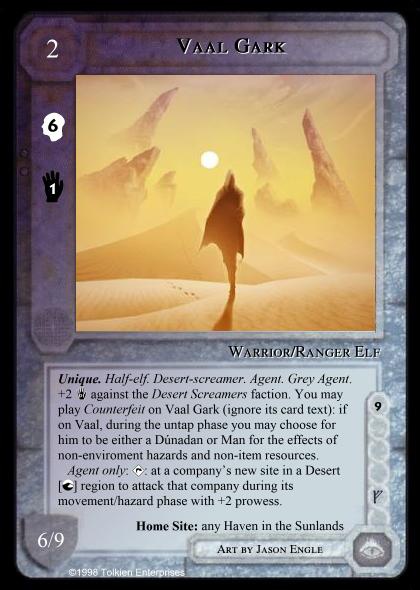 2
VAAL GARK
6
1
WARRIOR/RANGER ELF
Unique. Half-elf. Desert-screamer. Agent. Grey Agent.
+2 against the Desert Screamers faction. You may
play Counterfeit on Vaal Gark (ignore its card text): if
on Vaal, during the untap phase you may choose for
him to be either a Dúnadan or Man for the effects of
non-enviroment hazards and non-item resources.
Agent only: : at a company's new site in a Desert
[] region to attack that company during its
movement/hazard phase with +2 prowess.
9
Home Site: any Haven in the Sunlands
6/9
ART BY JASON ENGLE
©1998 Tolkien Enterprises